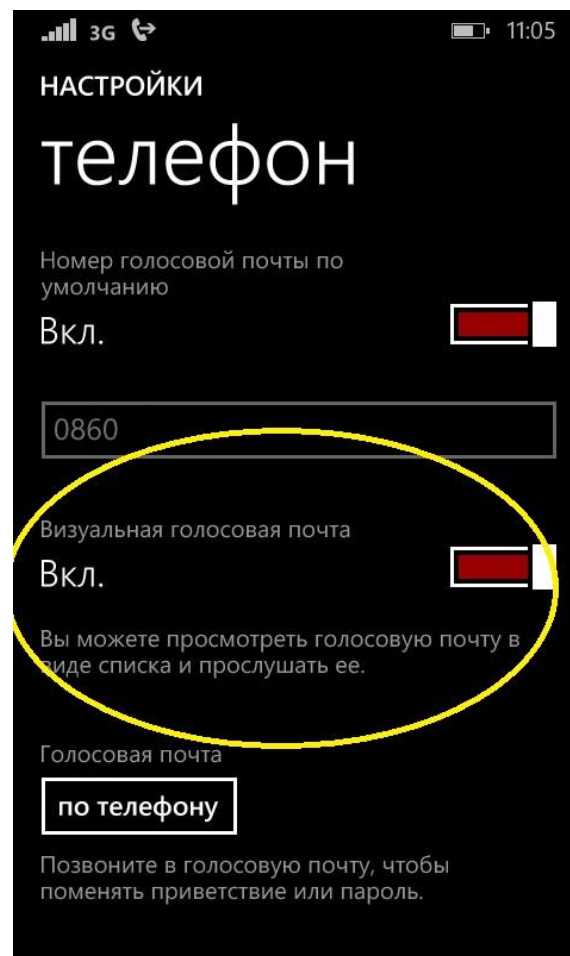 3G 11:05
НАСТРОЙКИ
телефон
Номер голосовой почты по
умолчанию
Вкл.
0860
Визуальная голосовая почта
Вкл.
Вы можете просмотреть голосовую почту в
виде списка и прослушать ее.
Голосовая почта
по телефону
Позвоните в голосовую почту, чтобы
поменять приветствие или пароль.